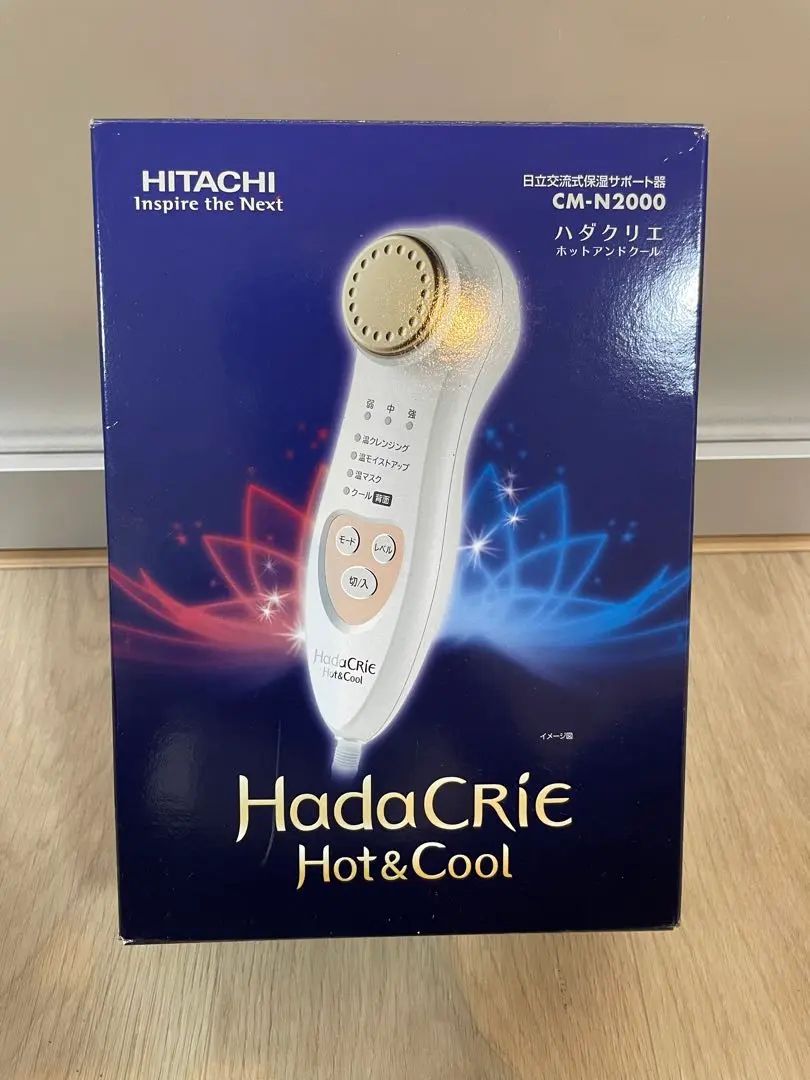 HITACHI
Inspire the Next
日立交流式保湿サポート器
CM-N2000
ハダクリエ
ホットアンドクール
弱 中 強
温クレンジング
温モイストアップ
温マスク
クール 背面
モード レベル
切/入
HadaCRiE
Hot&Cool
イメージ図
HadaCRiE
Hot&Cool